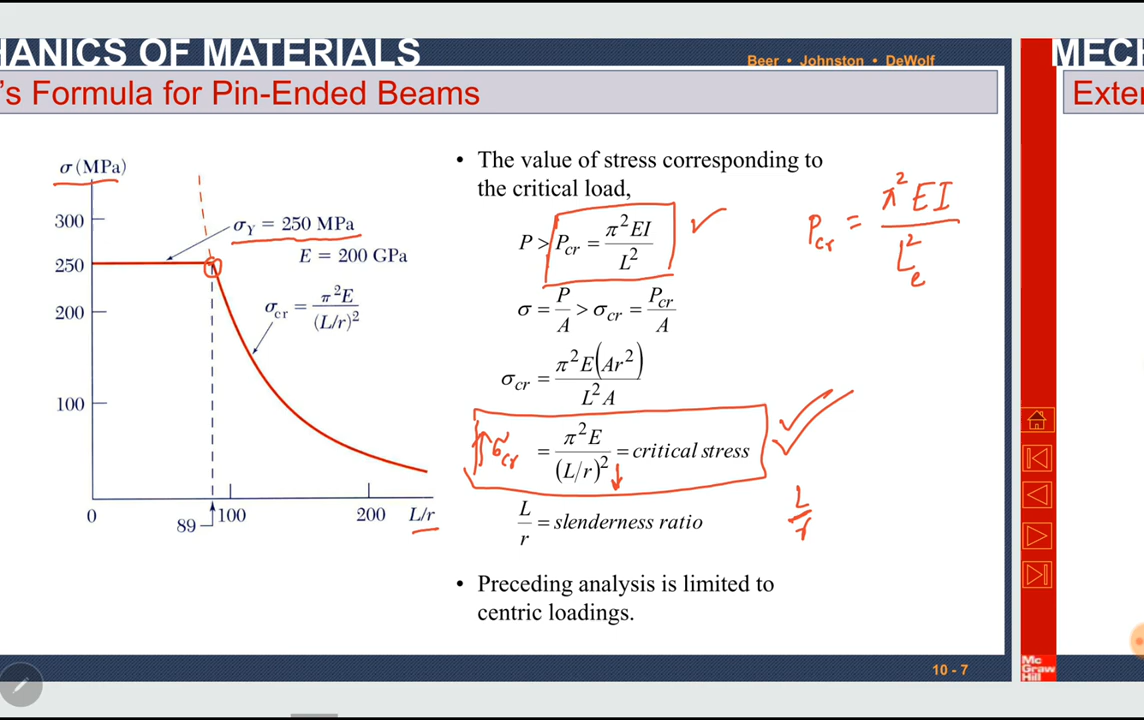 HANICS OF MATERIALS
Beer • Johnston • DeWolf
's Formula for Pin-Ended Beams
σ (MPa)
300
250
200
100
0
89
100
200
L/r
σY = 250 MPa
E = 200 GPa
σcr = π²E / (L/r)²
• The value of stress corresponding to
the critical load,
P > Pcr = π²EI / L²
σ = P / A > σcr = Pcr / A
σcr = π²E(Ar²) / L²A
σcr = π²E / (L/r)² = critical stress
L / r = slenderness ratio
• Preceding analysis is limited to
centric loadings.
Pcr = π²EI / L²e
L / r
10 - 7
Mc
Graw
Hill
MECH
Exter